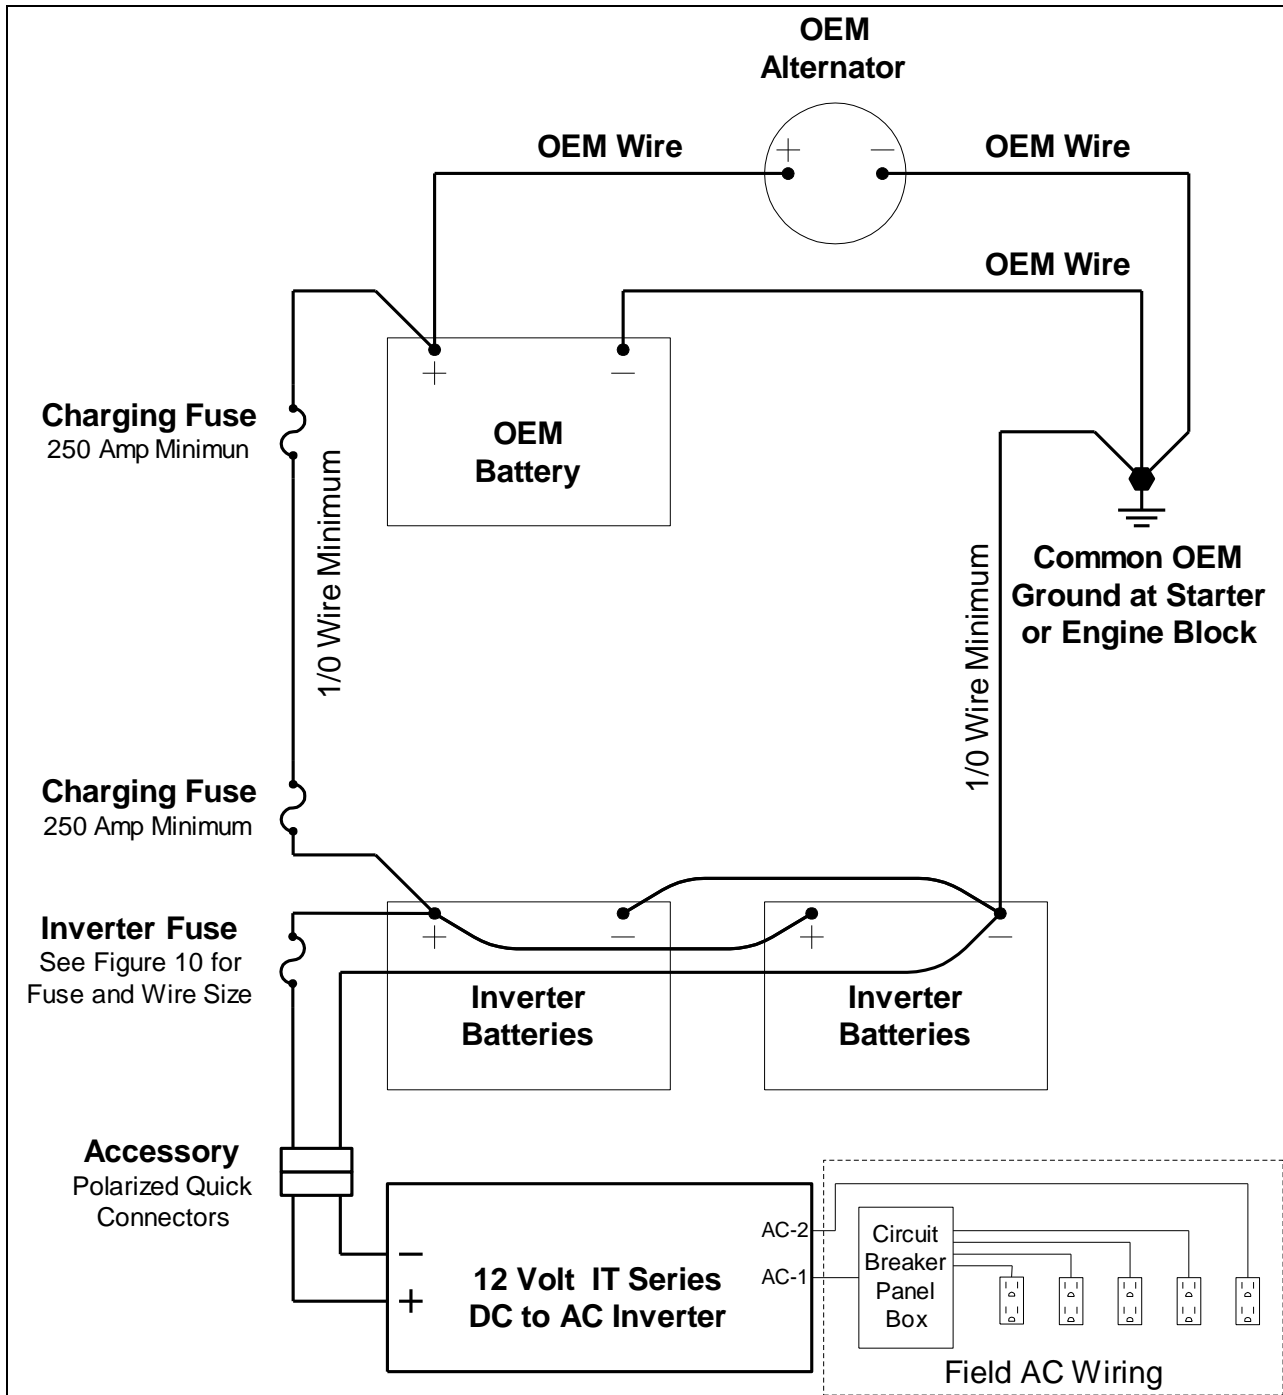 OEM
Alternator
OEM Wire
+
—
OEM Wire
OEM Wire
+
—
OEM
Battery
Charging Fuse
250 Amp Minimun
1/0 Wire Minimum
1/0 Wire Minimum
Common OEM
Ground at Starter
or Engine Block
Charging Fuse
250 Amp Minimum
Inverter Fuse
See Figure 10 for
Fuse and Wire Size
+
—
+
—
Inverter
Batteries
Inverter
Batteries
Accessory
Polarized Quick
Connectors
–
+
12 Volt IT Series
DC to AC Inverter
AC-2
AC-1
Circuit
Breaker
Panel
Box
Field AC Wiring